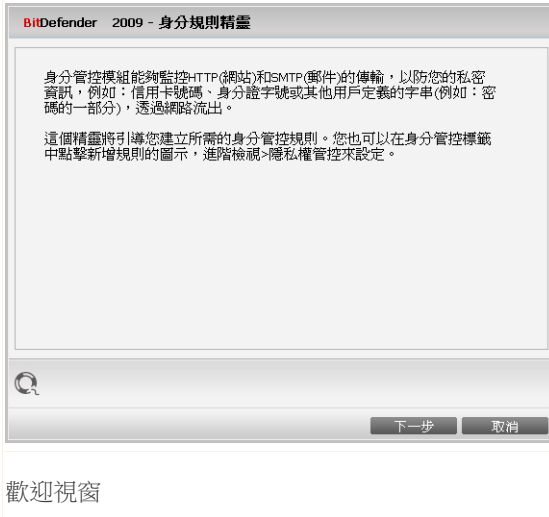 BitDefender 2009 - 身分規則精靈
身分管控模組能夠監控HTTP(網站)和SMTP(郵件)的傳輸，以防您的私密
資訊，例如：信用卡號碼、身分證字號或其他用戶定義的字串(例如：密
碼的一部分)，透過網路流出。
這個精靈將引導您建立所需的身分管控規則。您也可以在身分管控標籤
中點擊新增規則的圖示，進階檢視>隱私權管控來設定。
下一步
取消
歡迎視窗